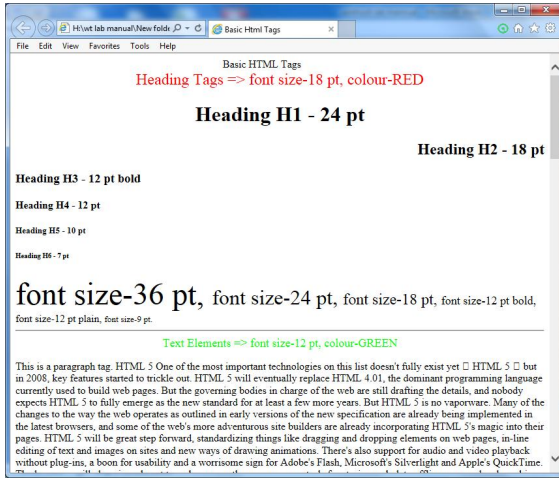 H:\wt lab manual\New folde
Basic Html Tags
File Edit View Favorites Tools Help
Basic HTML Tags
Heading Tags => font size-18 pt, colour-RED
Heading H1 - 24 pt
Heading H2 - 18 pt
Heading H3 - 12 pt bold
Heading H4 - 12 pt
Heading H5 - 10 pt
Heading H6 - 7 pt
font size-36 pt, font size-24 pt, font size-18 pt, font size-12 pt bold,
font size-12 pt plain, font size-9 pt.
Text Elements => font size-12 pt, colour-GREEN
This is a paragraph tag. HTML 5 One of the most important technologies on this list doesn't fully exist yet □ HTML 5 □ but
in 2008, key features started to trickle out. HTML 5 will eventually replace HTML 4.01, the dominant programming language
currently used to build web pages. But the governing bodies in charge of the web are still drafting the details, and nobody
expects HTML 5 to fully emerge as the new standard for at least a few more years. But HTML 5 is no vaporware. Many of the
changes to the way the web operates as outlined in early versions of the new specification are already being implemented in
the latest browsers, and some of the web's more adventurous site builders are already incorporating HTML 5's magic into their
pages. HTML 5 will be great step forward, standardizing things like dragging and dropping elements on web pages, in-line
editing of text and images on sites and new ways of drawing animations. There's also support for audio and video playback
without plug-ins, a boon for usability and a worrisome sign for Adobe's Flash, Microsoft's Silverlight and Apple's QuickTime.